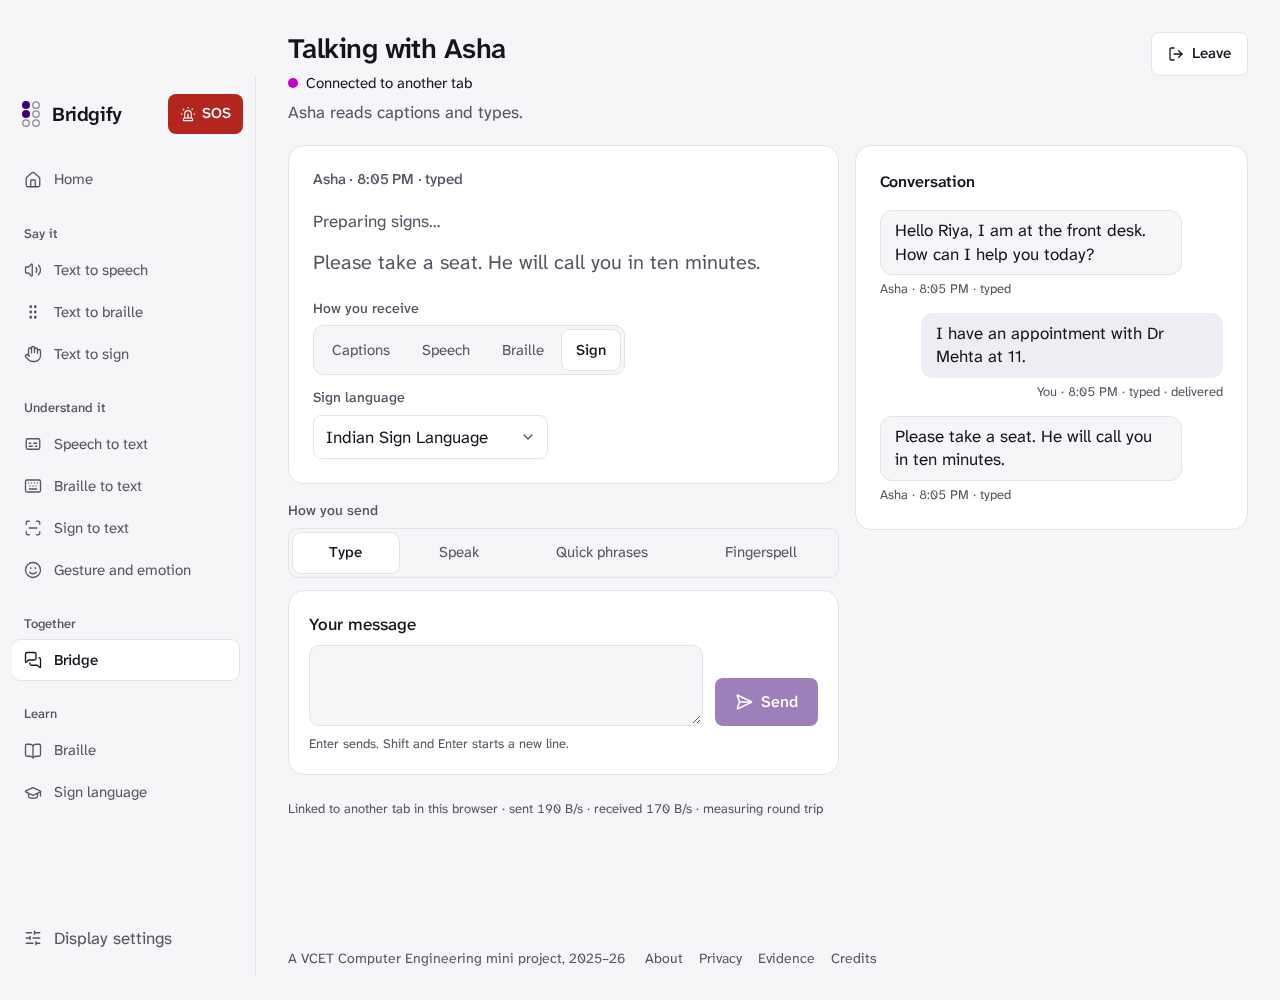 Bridgify
SOS
Home
Say it
Text to speech
Text to braille
Text to sign
Understand it
Speech to text
Braille to text
Sign to text
Gesture and emotion
Together
Bridge
Learn
Braille
Sign language
Display settings
Talking with Asha
Connected to another tab
Asha reads captions and types.
Leave
Asha · 8:05 PM · typed
Preparing signs…
Please take a seat. He will call you in ten minutes.
How you receive
Captions Speech Braille Sign
Sign language
Indian Sign Language
How you send
Type Speak Quick phrases Fingerspell
Your message
Send
Enter sends. Shift and Enter starts a new line.
Linked to another tab in this browser · sent 190 B/s · received 170 B/s · measuring round trip
Conversation
Hello Riya, I am at the front desk.
How can I help you today?
Asha · 8:05 PM · typed
I have an appointment with Dr
Mehta at 11.
You · 8:05 PM · typed · delivered
Please take a seat. He will call you
in ten minutes.
Asha · 8:05 PM · typed
A VCET Computer Engineering mini project, 2025–26 About Privacy Evidence Credits